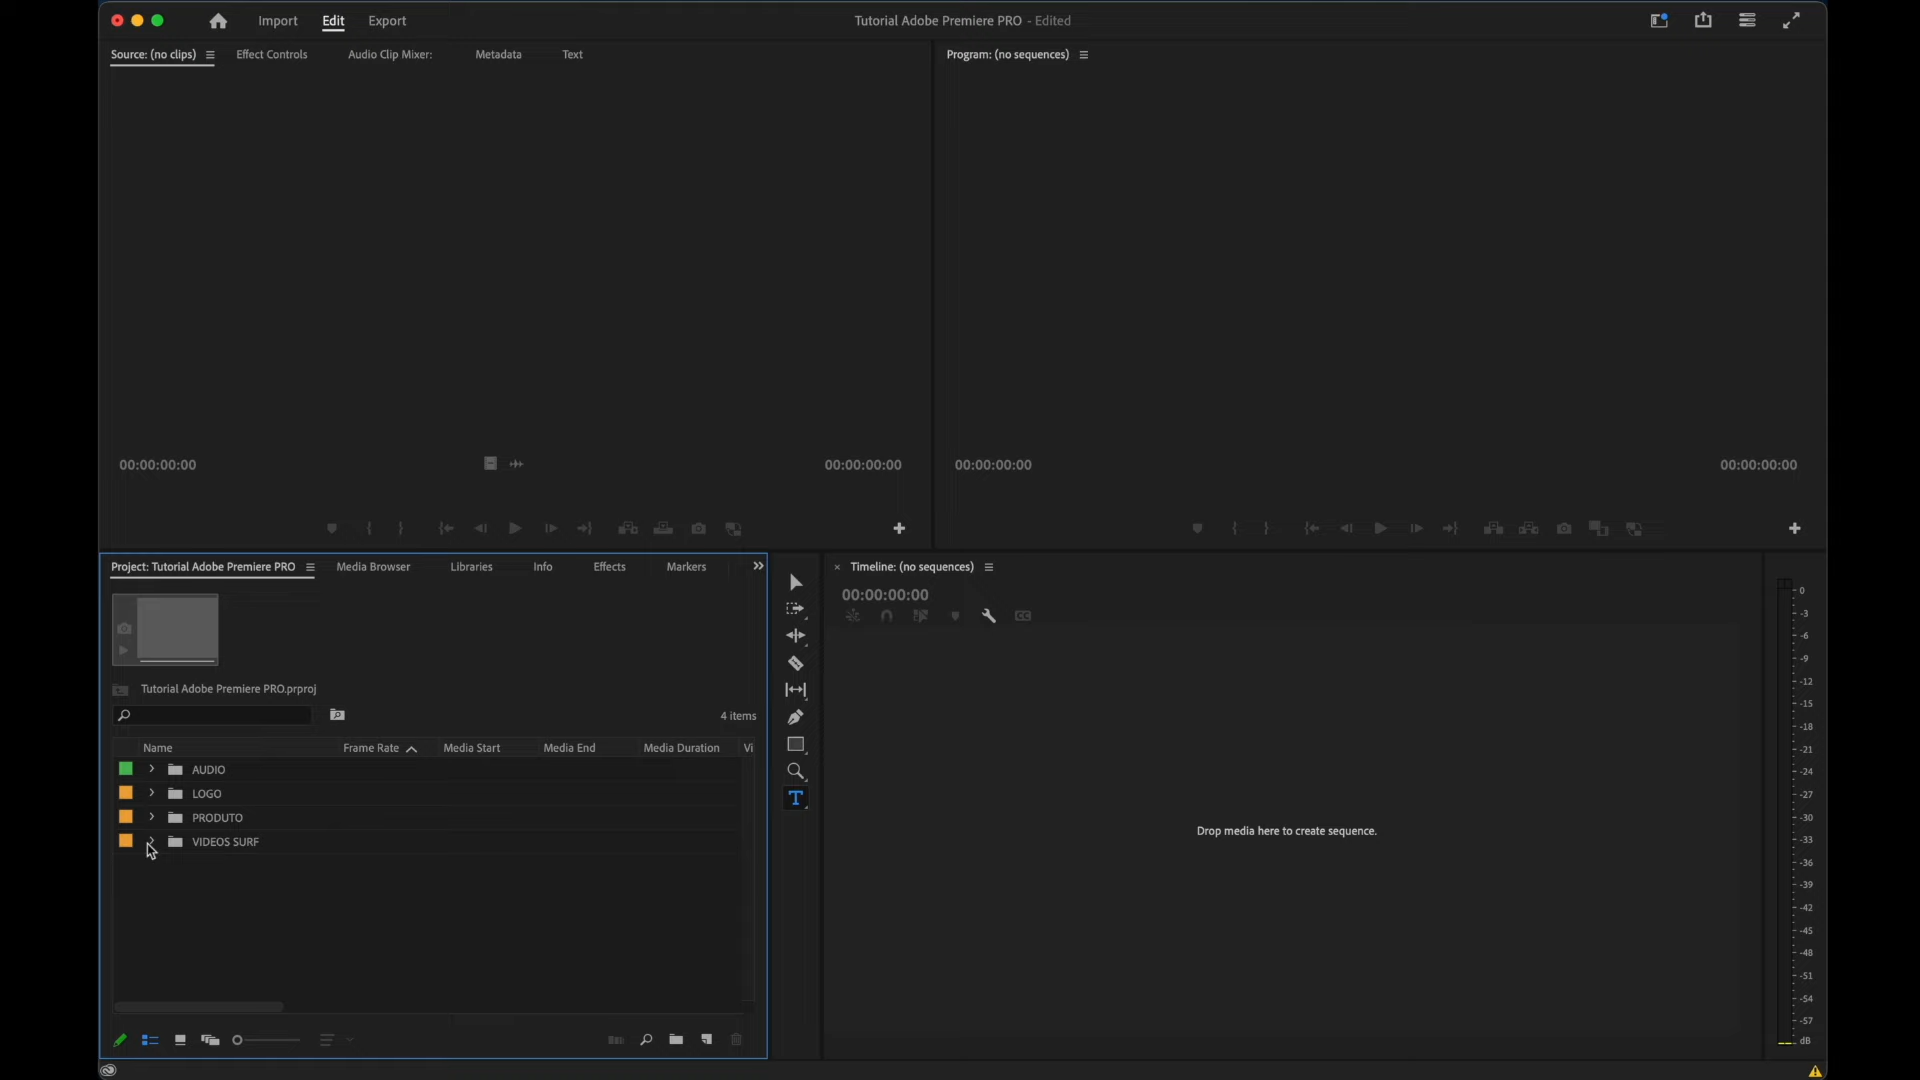 Import Edit Export Tutorial Adobe Premiere PRO - Edited
Source: (no clips) Effect Controls Audio Clip Mixer: Metadata Text
Program: (no sequences)
00:00:00:00 00:00:00:00
00:00:00:00 00:00:00:00
Project: Tutorial Adobe Premiere PRO Media Browser Libraries Info Effects Markers
Timeline: (no sequences)
00:00:00:00
Tutorial Adobe Premiere PRO.prproj
4 items
Name Frame Rate Media Start Media End Media Duration Vi
AUDIO
LOGO
PRODUTO
VIDEOS SURF
T
CC
Drop media here to create sequence.
0
-3
-6
-9
-12
-15
-18
-21
-24
-27
-30
-33
-36
-39
-42
-45
-48
-51
-54
-57
dB